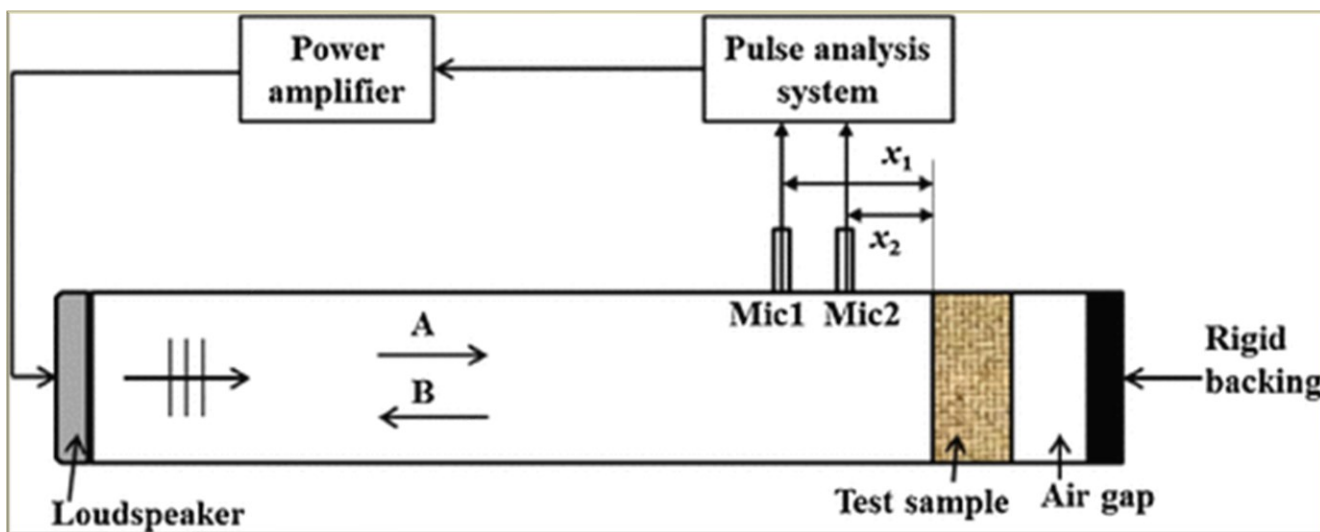 Power
amplifier
Pulse analysis
system
x₁
x₂
Mic1 Mic2
A
B
Rigid
backing
Test sample
Air gap
Loudspeaker